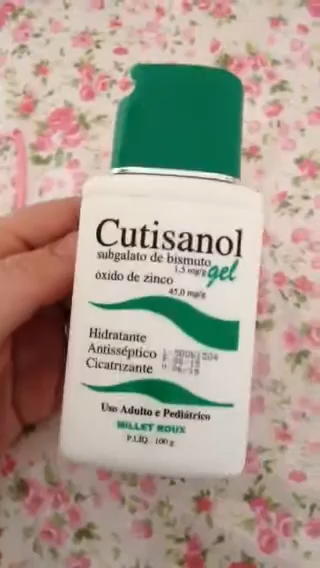 Cutisanol
subgalato de bismuto
1,5 mg/g gel
óxido de zinco
45,0 mg/g
Hidratante
Antisséptico
Cicatrizante
Uso Adulto e Pediátrico
MILLET ROUX
P.LÍQ. 100 g